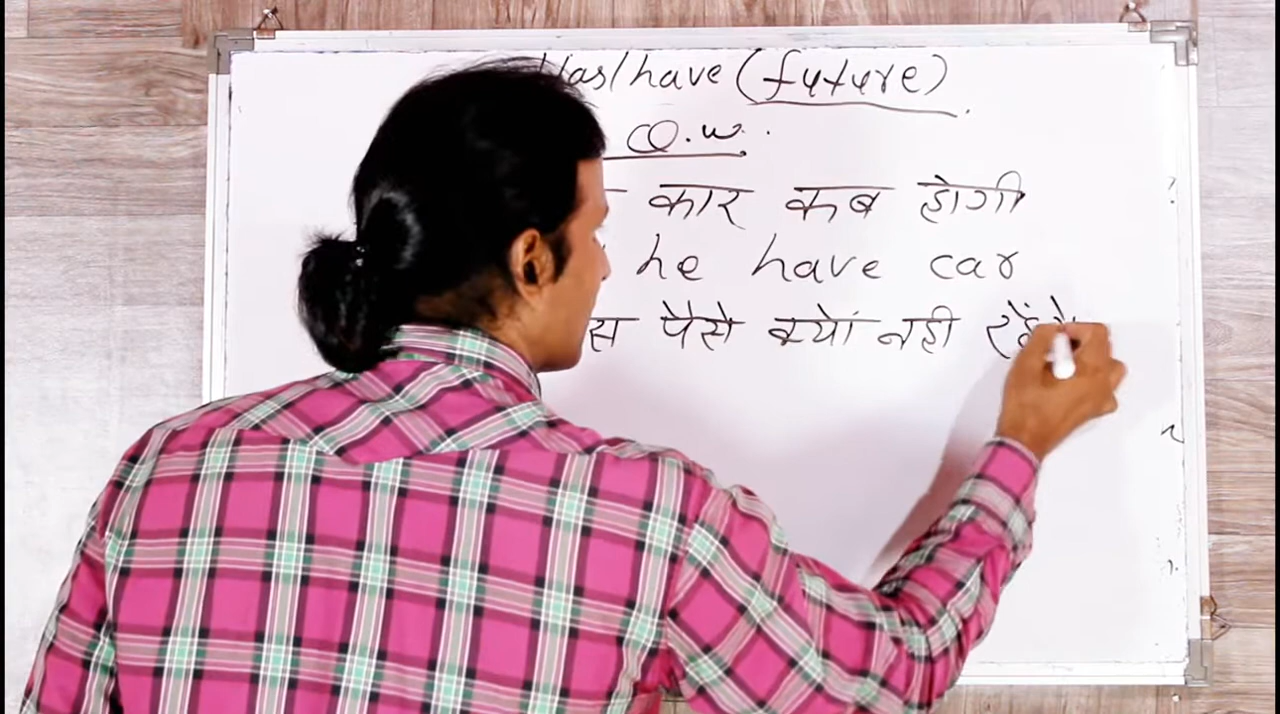 Has/have (future)
Q.w.
कार कब होगी ?
he have car
स पैसे क्यों नही